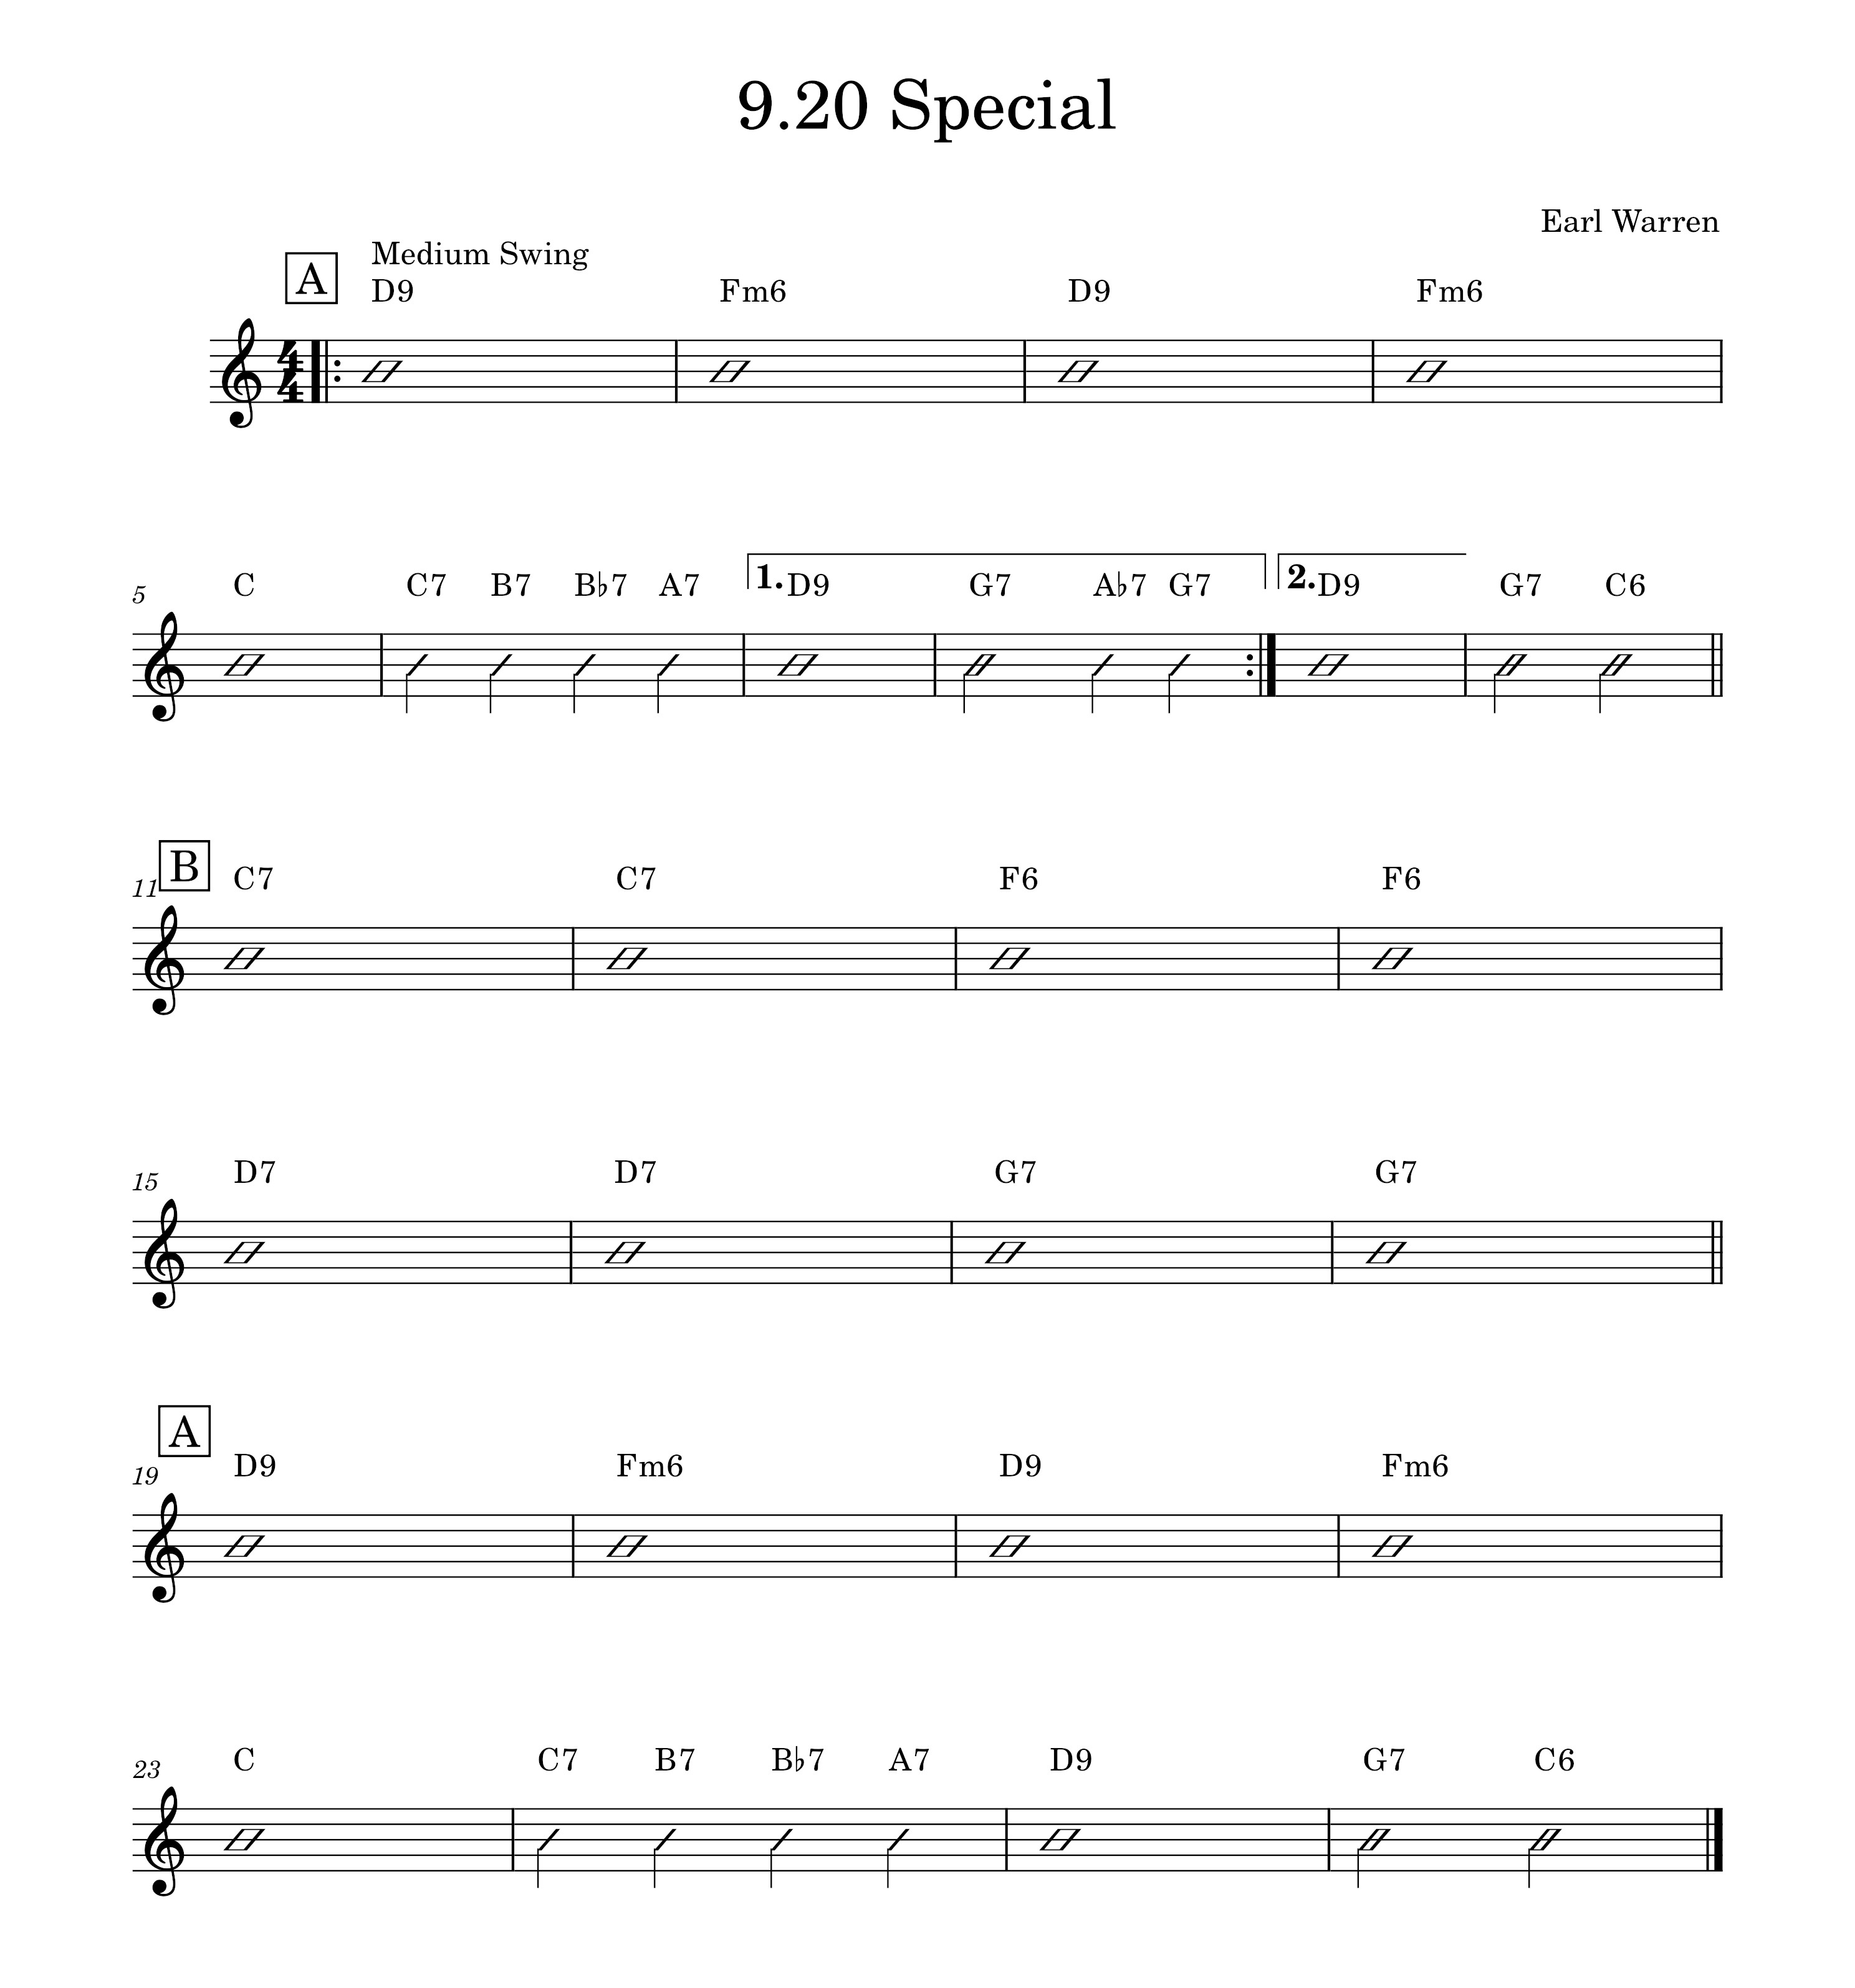 9.20 Special
Earl Warren
A Medium Swing
D9 Fm6 D9 Fm6
4
4
1. 2.
5 C C7 B7 B♭7 A7 D9 G7 A♭7 G7 D9 G7 C6
B
11 C7 C7 F6 F6
15 D7 D7 G7 G7
A
19 D9 Fm6 D9 Fm6
23 C C7 B7 B♭7 A7 D9 G7 C6